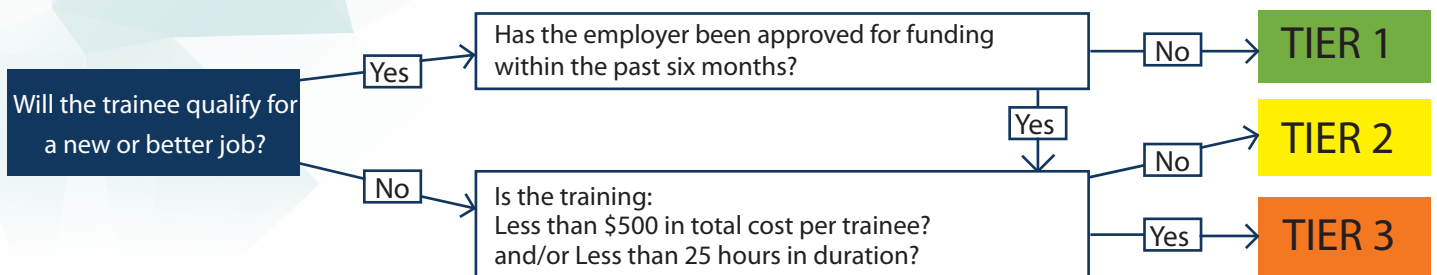 Will the trainee qualify for
a new or better job?
Yes
Has the employer been approved for funding
within the past six months?
No
TIER 1
Yes
No
TIER 2
No
Is the training:
Less than $500 in total cost per trainee?
and/or Less than 25 hours in duration?
Yes
TIER 3